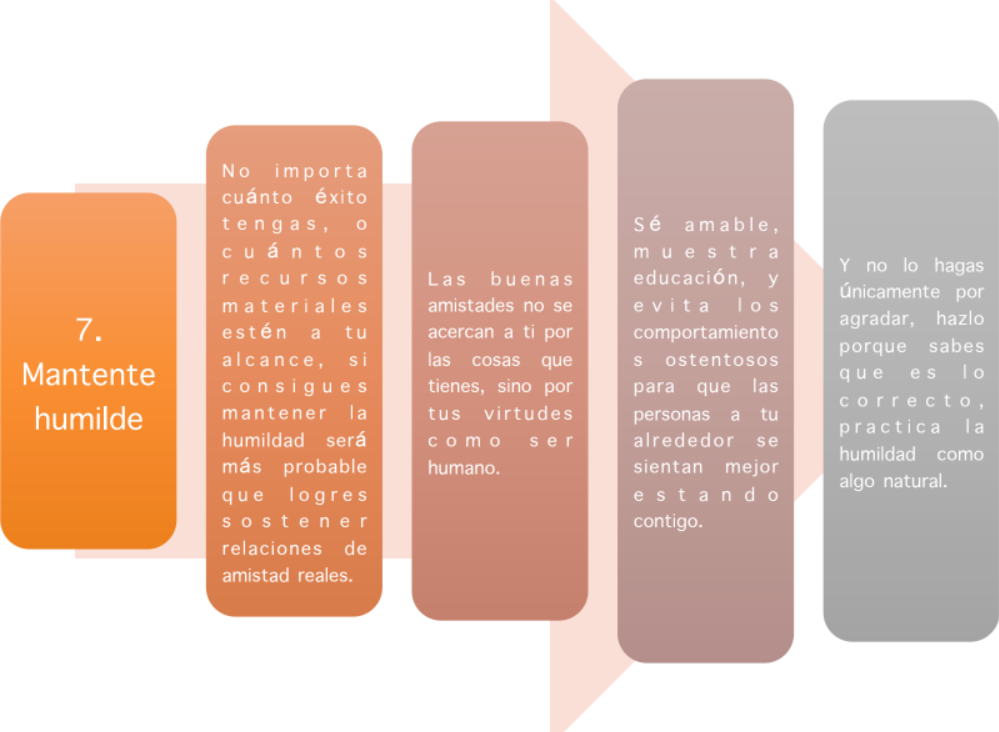 7.
Mantente
humilde
No importa
cuánto éxito
tengas, o
cuántos
recursos
materiales
estén a tu
alcance, si
consigues
mantener la
humildad será
más probable
que logres
sostener
relaciones de
amistad reales.
Las buenas
amistades no se
acercan a ti por
las cosas que
tienes, sino por
tus virtudes
como ser
humano.
Sé amable,
muestra
educación, y
evita los
comportamiento
s ostentosos
para que las
personas a tu
alrededor se
sientan mejor
estando
contigo.
Y no lo hagas
únicamente por
agradar, hazlo
porque sabes
que es lo
correcto,
practica la
humildad como
algo natural.